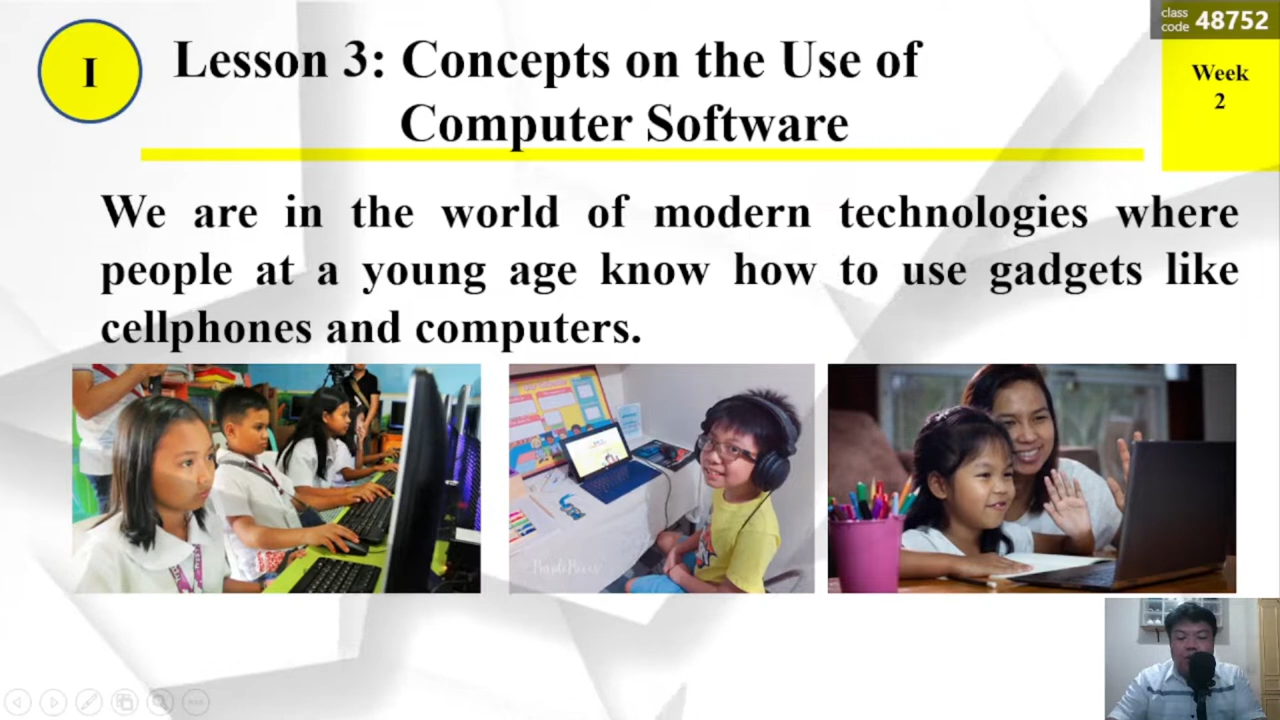 class
code 48752
I
Lesson 3: Concepts on the Use of
Computer Software
Week
2
We are in the world of modern technologies where
people at a young age know how to use gadgets like
cellphones and computers.